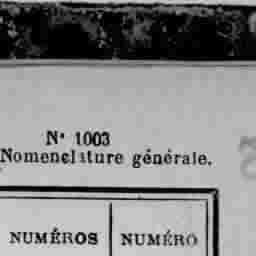 N° 1003
Nomenclature générale.
NUMÉROS NUMÉRO